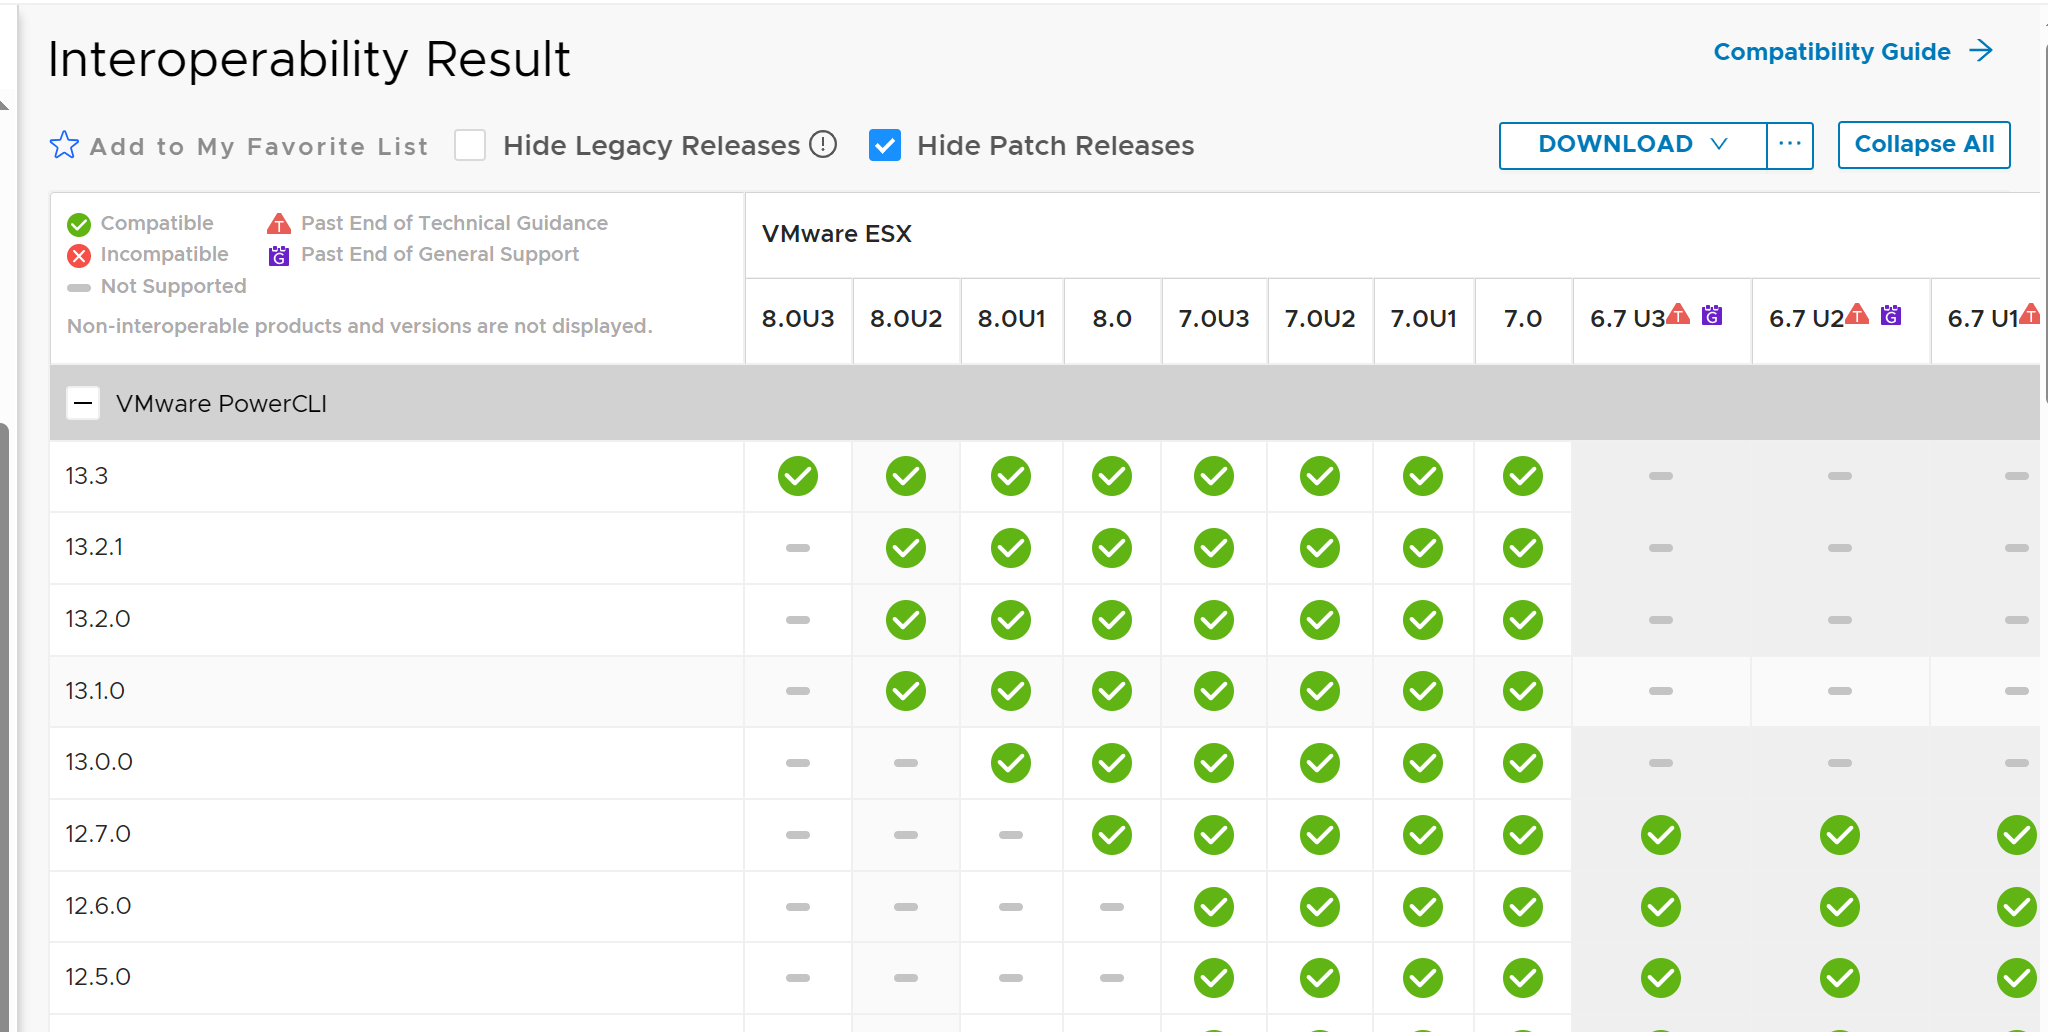 Interoperability Result
Compatibility Guide
Add to My Favorite List Hide Legacy Releases Hide Patch Releases DOWNLOAD ... Collapse All
Compatible Past End of Technical Guidance
Incompatible Past End of General Support
Not Supported
Non-interoperable products and versions are not displayed.
VMware ESX
8.0U3 8.0U2 8.0U1 8.0 7.0U3 7.0U2 7.0U1 7.0 6.7 U3 6.7 U2 6.7 U1
VMware PowerCLI
13.3
13.2.1
13.2.0
13.1.0
13.0.0
12.7.0
12.6.0
12.5.0